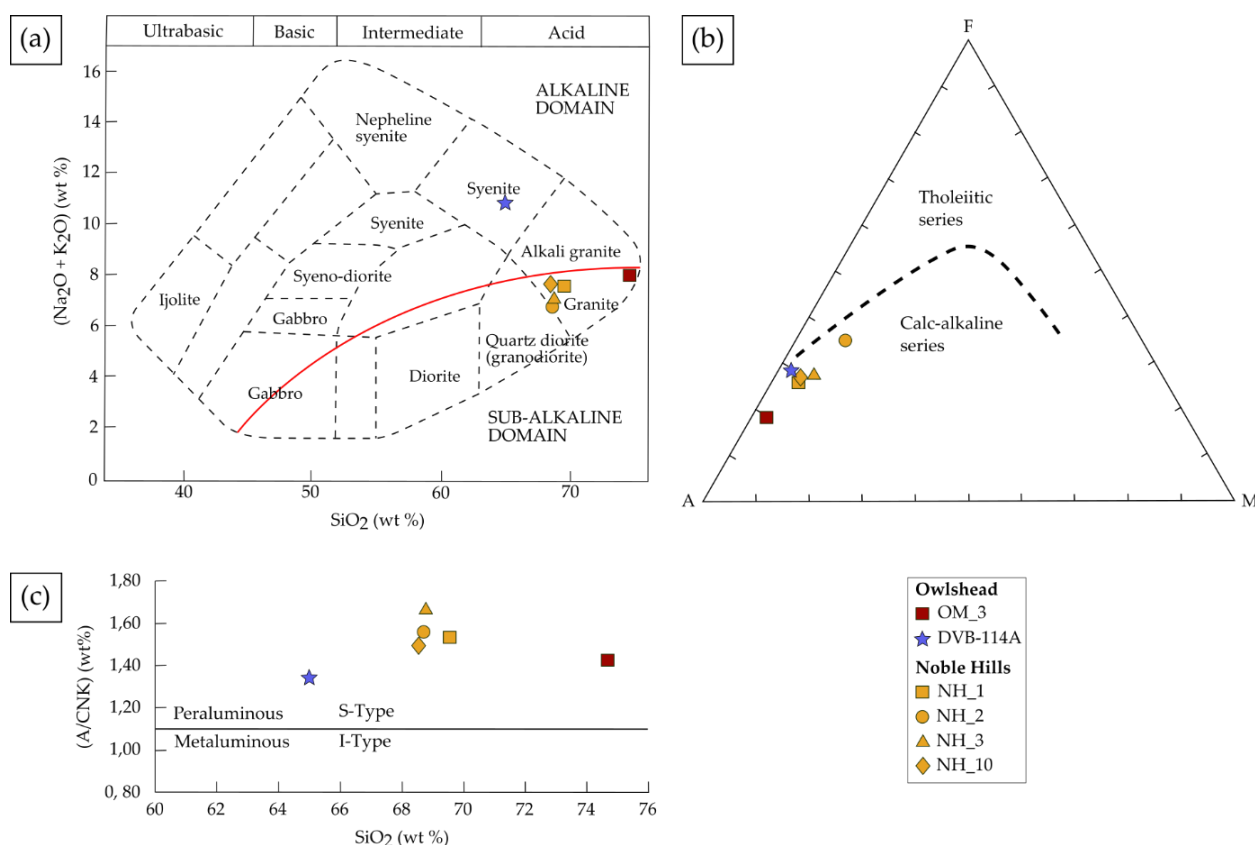 (a)
Ultrabasic
Basic
Intermediate
Acid
ALKALINE
DOMAIN
Nepheline
syenite
Syenite
Syenite
Alkali granite
Syeno-diorite
Ijolite
Gabbro
Granite
Quartz diorite
(granodiorite)
Diorite
Gabbro
SUB-ALKALINE
DOMAIN
16
14
12
10
8
6
4
2
0
(Na2O + K2O) (wt %)
40
50
60
70
SiO2 (wt %)
(b)
F
Tholeiitic
series
Calc-alkaline
series
A
M
(c)
1,80
1,60
1,40
1,20
1,00
0, 80
(A/CNK) (wt%)
Peraluminous
S-Type
Metaluminous
I-Type
60
62
64
66
68
70
72
74
76
SiO2 (wt %)
Owlshead
OM_3
DVB-114A
Noble Hills
NH_1
NH_2
NH_3
NH_10